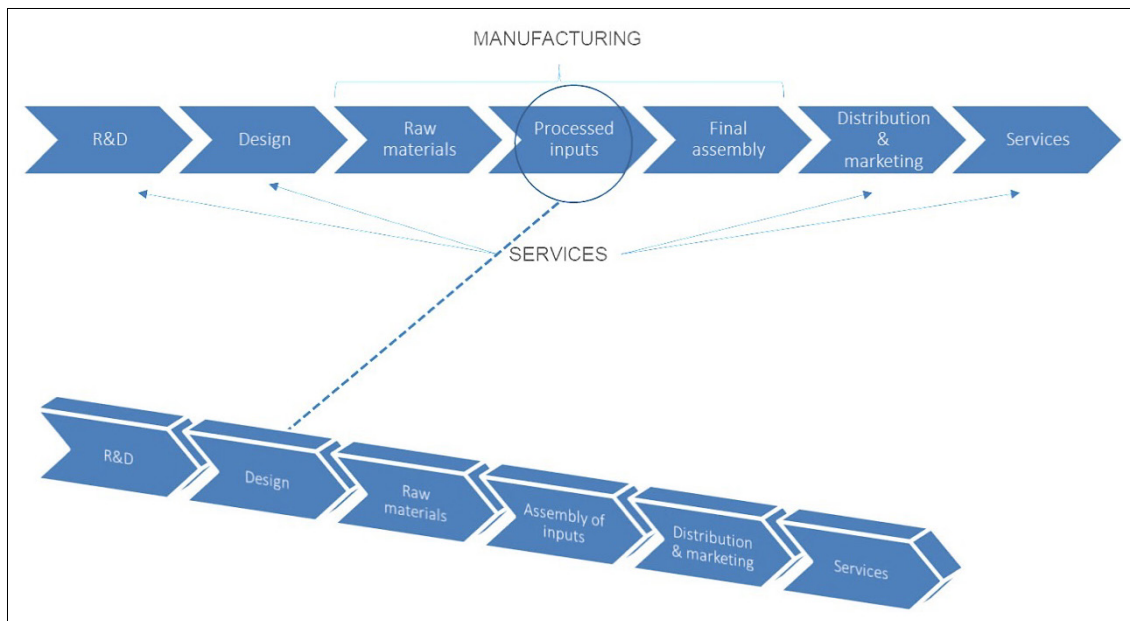 MANUFACTURING
R&D
Design
Raw
materials
Processed
inputs
Final
assembly
Distribution
&
marketing
Services
SERVICES
R&D
Design
Raw
materials
Assembly of
inputs
Distribution
& marketing
Services